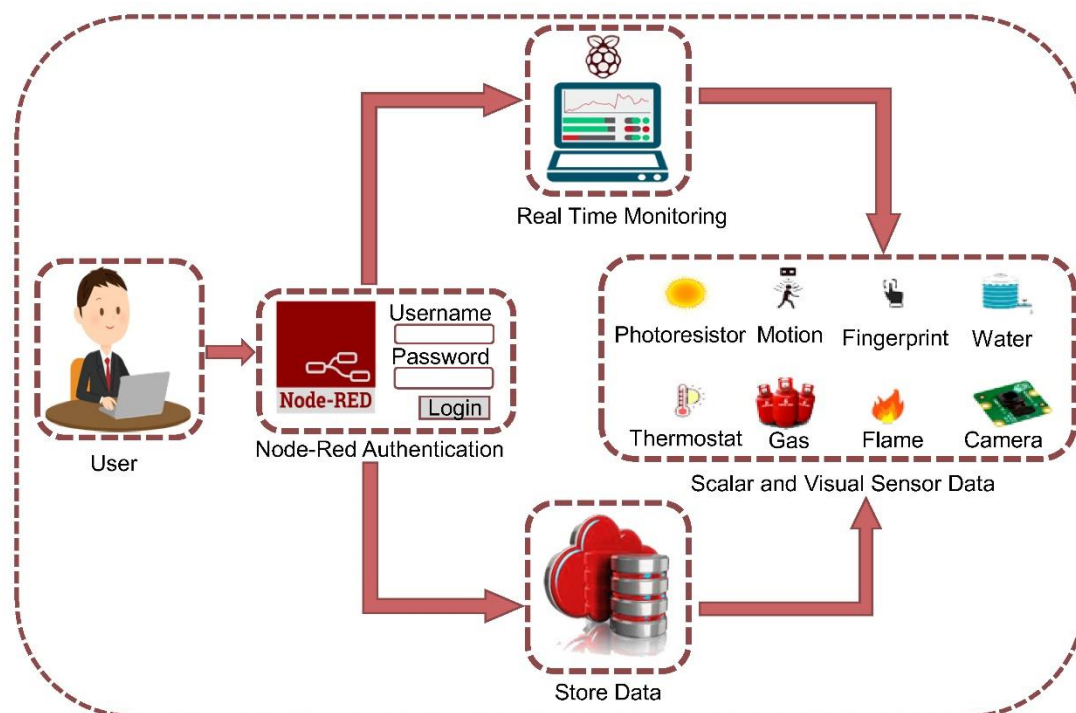 Real Time Monitoring
User
Node-RED
Username
Password
Login
Node-Red Authentication
Photoresistor
Motion
Fingerprint
Water
Thermostat
Gas
Flame
Camera
Scalar and Visual Sensor Data
Store Data